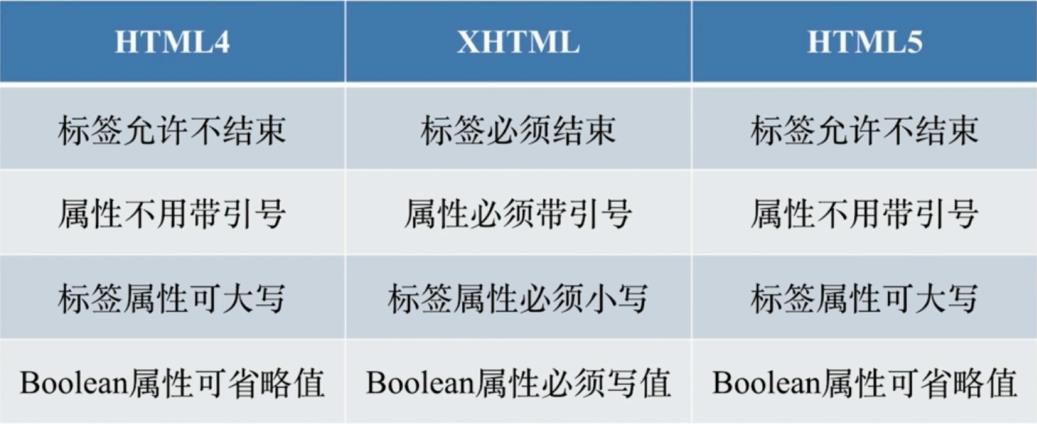 HTML4 XHTML HTML5
标签允许不结束 标签必须结束 标签允许不结束
属性不用带引号 属性必须带引号 属性不用带引号
标签属性可大写 标签属性必须小写 标签属性可大写
Boolean属性可省略值 Boolean属性必须写值 Boolean属性可省略值